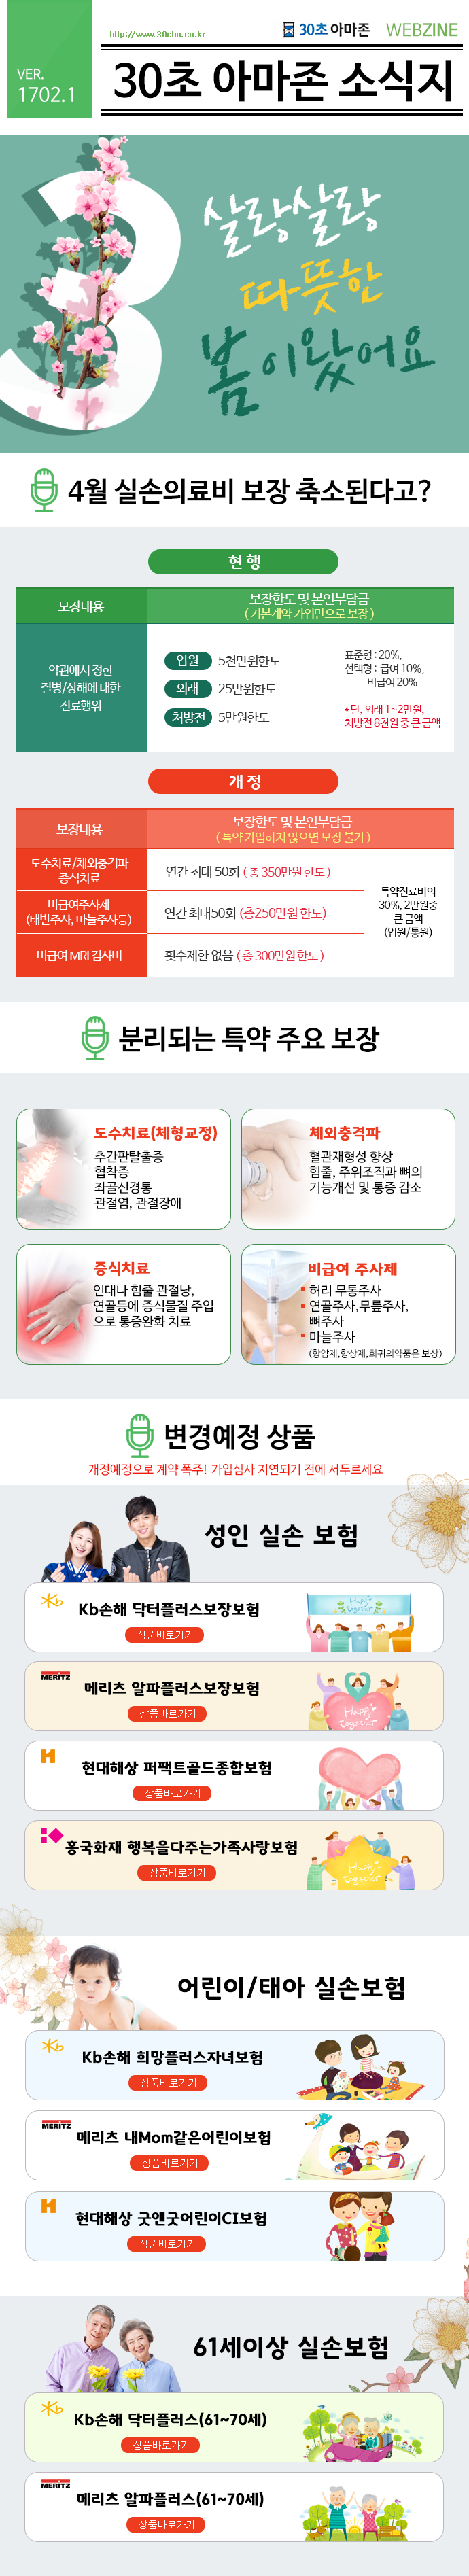 http://www.30cho.co.kr
30초 아마존
WEBZINE
VER.
1702.1
30초 아마존 소식지
3
살랑살랑
따뜻한
봄이왔어요
4월 실손의료비 보장 축소된다고?
현행
보장내용
보장한도 및 본인부담금
( 기본계약 가입만으로 보장 )
약관에서 정한
질병/상해에 대한
진료행위
입원 5천만원한도
외래 25만원한도
처방전 5만원한도
표준형 : 20%,
선택형 : 급여 10%,
비급여 20%
* 단, 외래 1~2만원,
처방전 8천원 중 큰 금액
개정
보장내용
보장한도 및 본인부담금
( 특약 가입하지 않으면 보장 불가 )
도수치료/체외충격파
증식치료
연간 최대 50회 ( 총 350만원 한도 )
비급여주사제
(태반주사, 마늘주사등)
연간 최대50회 (총250만원 한도)
비급여 MRI 검사비
횟수제한 없음 ( 총 300만원 한도 )
특약진료비의
30%, 2만원중
큰 금액
(입원/통원)
분리되는 특약 주요 보장
도수치료(체형교정)
추간판탈출증
협착증
좌골신경통
관절염, 관절장애
체외충격파
혈관재형성 향상
힘줄, 주위조직과 뼈의
기능개선 및 통증 감소
증식치료
인대나 힘줄 관절낭,
연골등에 증식물질 주입
으로 통증완화 치료
비급여 주사제
허리 무통주사
연골주사,무릎주사,
뼈주사
마늘주사
(항암제,항상제,희귀의약품은 보상)
변경예정 상품
개정예정으로 계약 폭주! 가입심사 지연되기 전에 서두르세요
성인 실손 보험
Kb손해 닥터플러스보장보험
상품바로가기
Happy together
MERITZ
메리츠 알파플러스보장보험
상품바로가기
Happy together
현대해상 퍼팩트골드종합보험
상품바로가기
흥국화재 행복을다주는가족사랑보험
상품바로가기
Happy together
어린이/태아 실손보험
Kb손해 희망플러스자녀보험
상품바로가기
MERITZ
메리츠 내Mom같은어린이보험
상품바로가기
현대해상 굿앤굿어린이CI보험
상품바로가기
61세이상 실손보험
Kb손해 닥터플러스(61~70세)
상품바로가기
MERITZ
메리츠 알파플러스(61~70세)
상품바로가기